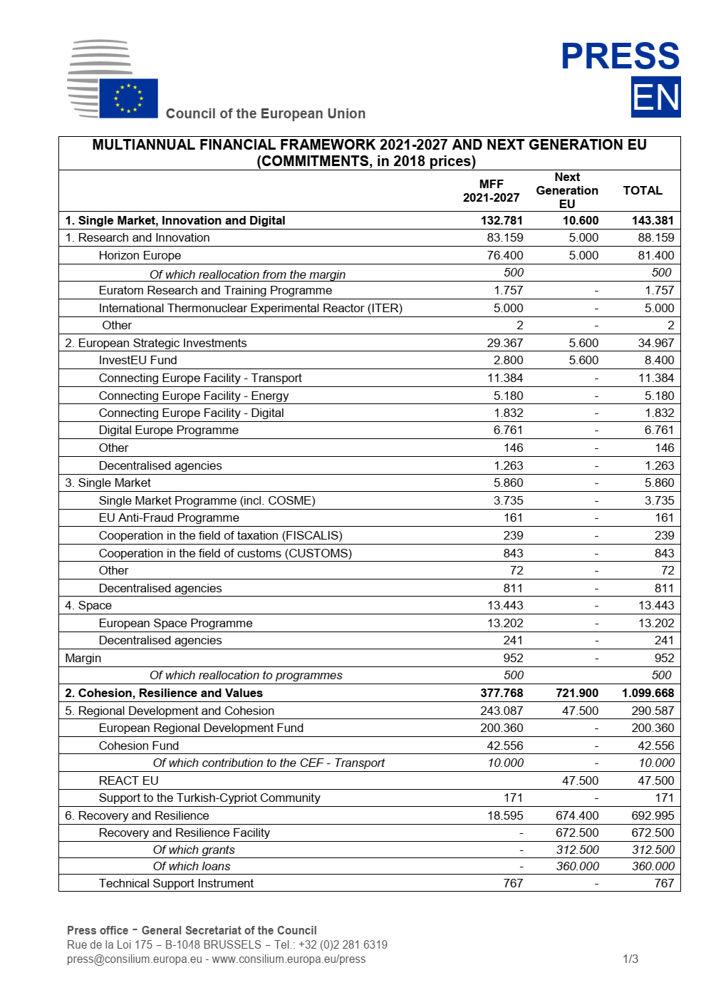 PRESS
EN
Council of the European Union
MULTIANNUAL FINANCIAL FRAMEWORK 2021-2027 AND NEXT GENERATION EU
(COMMITMENTS, in 2018 prices)
MFF 2021-2027 Next Generation EU TOTAL
1. Single Market, Innovation and Digital 132.781 10.600 143.381
1. Research and Innovation 83.159 5.000 88.159
Horizon Europe 76.400 5.000 81.400
Of which reallocation from the margin 500 500
Euratom Research and Training Programme 1.757 - 1.757
International Thermonuclear Experimental Reactor (ITER) 5.000 - 5.000
Other 2 - 2
2. European Strategic Investments 29.367 5.600 34.967
InvestEU Fund 2.800 5.600 8.400
Connecting Europe Facility - Transport 11.384 - 11.384
Connecting Europe Facility - Energy 5.180 - 5.180
Connecting Europe Facility - Digital 1.832 - 1.832
Digital Europe Programme 6.761 - 6.761
Other 146 - 146
Decentralised agencies 1.263 - 1.263
3. Single Market 5.860 - 5.860
Single Market Programme (incl. COSME) 3.735 - 3.735
EU Anti-Fraud Programme 161 - 161
Cooperation in the field of taxation (FISCALIS) 239 - 239
Cooperation in the field of customs (CUSTOMS) 843 - 843
Other 72 - 72
Decentralised agencies 811 - 811
4. Space 13.443 - 13.443
European Space Programme 13.202 - 13.202
Decentralised agencies 241 - 241
Margin 952 - 952
Of which reallocation to programmes 500 500
2. Cohesion, Resilience and Values 377.768 721.900 1.099.668
5. Regional Development and Cohesion 243.087 47.500 290.587
European Regional Development Fund 200.360 - 200.360
Cohesion Fund 42.556 - 42.556
Of which contribution to the CEF - Transport 10.000 - 10.000
REACT EU 47.500 47.500
Support to the Turkish-Cypriot Community 171 - 171
6. Recovery and Resilience 18.595 674.400 692.995
Recovery and Resilience Facility - 672.500 672.500
Of which grants - 312.500 312.500
Of which loans - 360.000 360.000
Technical Support Instrument 767 - 767
Press office - General Secretariat of the Council
Rue de la Loi 175 – B-1048 BRUSSELS – Tel.: +32 (0)2 281 6319
press@consilium.europa.eu - www.consilium.europa.eu/press 1/3